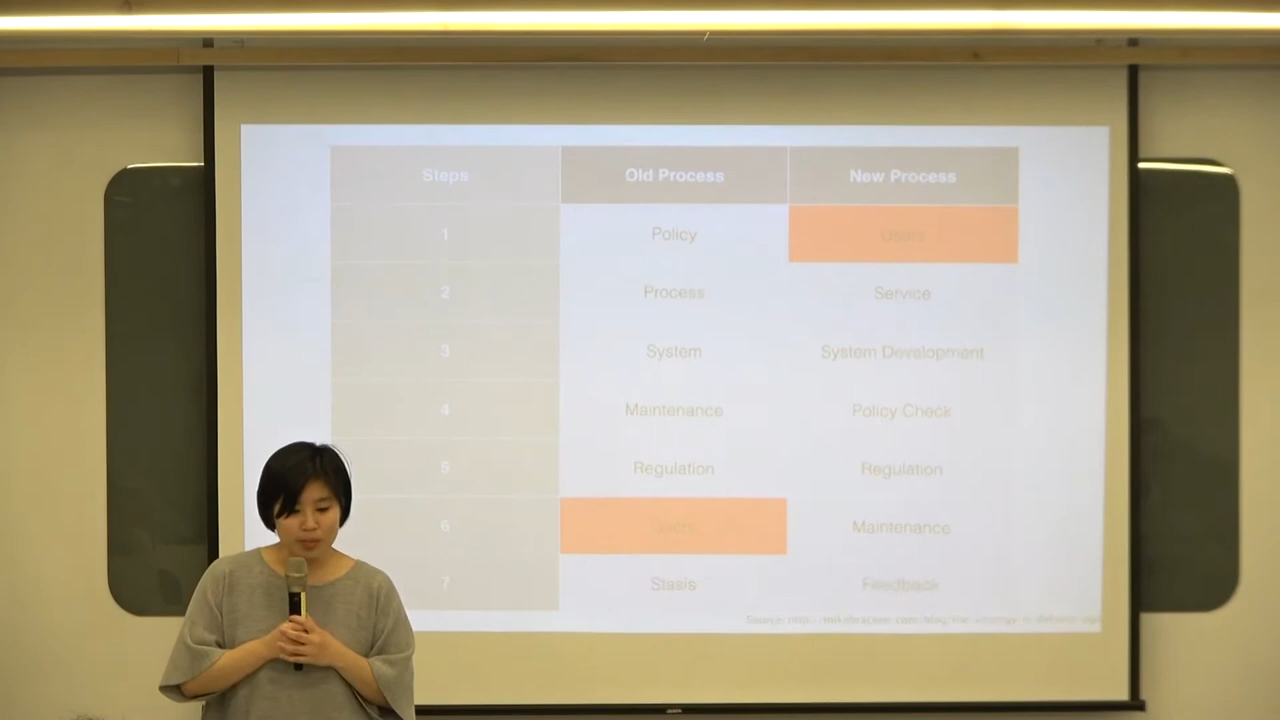 Steps Old Process New Process
1 Policy Users
2 Process Service
3 System System Development
4 Maintenance Policy Check
5 Regulation Regulation
6 Users Maintenance
7 Stasis Feedback
Source: